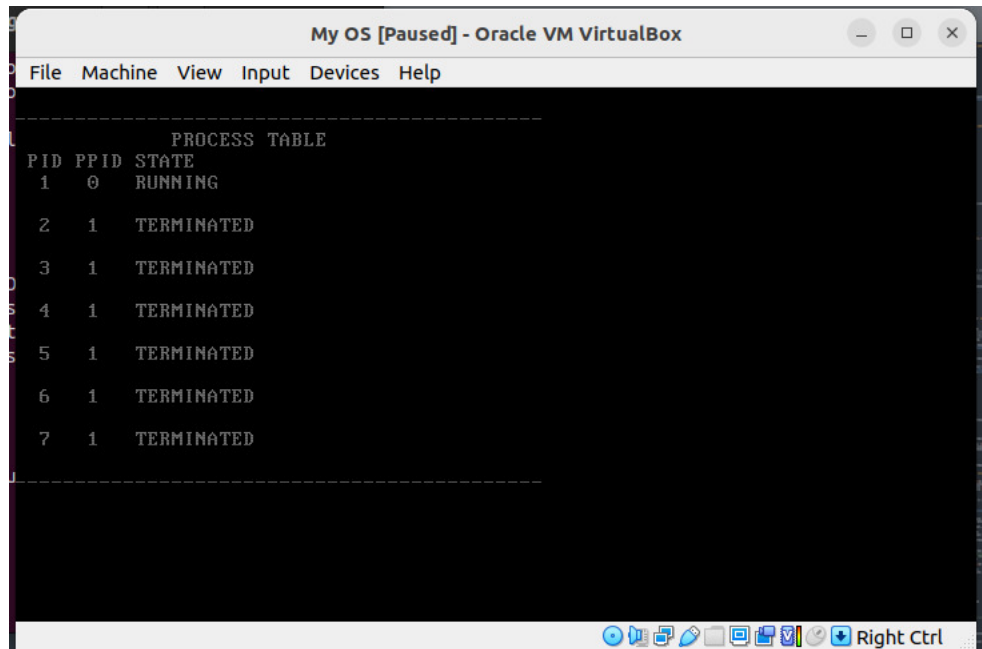 My OS [Paused] - Oracle VM VirtualBox
File Machine View Input Devices Help
PROCESS TABLE
PID PPID STATE
1 0 RUNNING
2 1 TERMINATED
3 1 TERMINATED
4 1 TERMINATED
5 1 TERMINATED
6 1 TERMINATED
7 1 TERMINATED
Right Ctrl